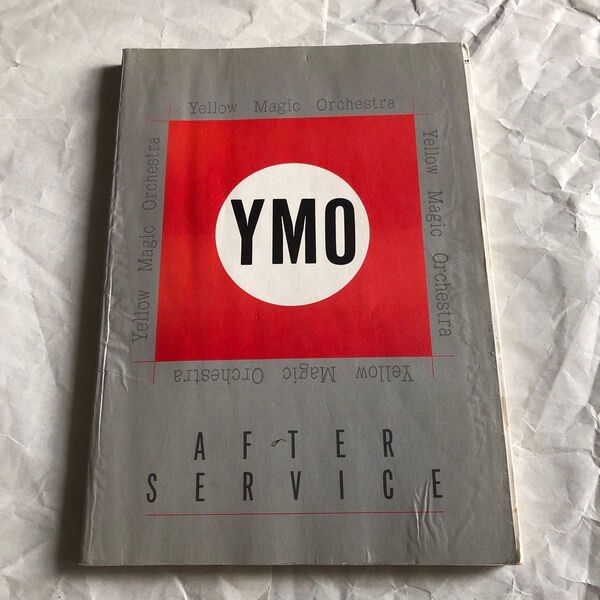 Yellow Magic Orchestra
Yellow Magic Orchestra
YMO
Yellow Magic Orchestra
Yellow Magic Orchestra
AFTER
SERVICE